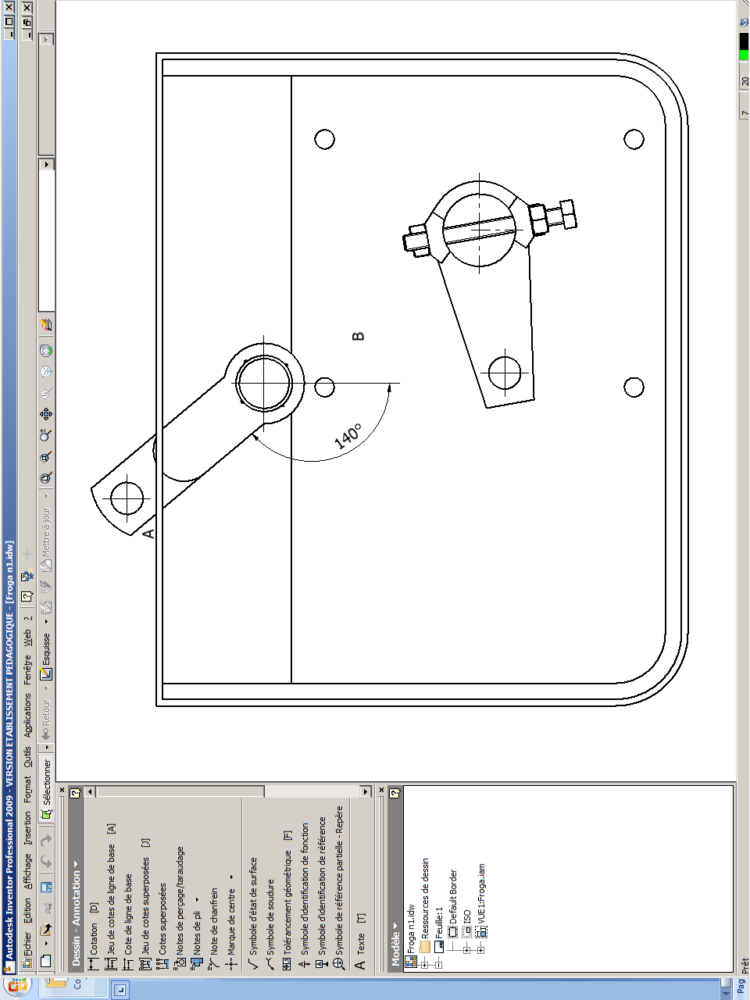 Autodesk Inventor Professional 2009 - VERSION ETABLISSEMENT PEDAGOGIQUE - [Froga n1.idw]
Fichier Edition Affichage Insertion Format Outils Applications Fenêtre Web ?
Sélectionner Retour Esquisse Mettre à jour
Dessin - Annotation
Cotation [D]
Jeu de cotes de ligne de base [A]
Cote de ligne de base
Jeu de cotes superposées [J]
Cotes superposées
Notes de perçage/taraudage
Notes de pli
Note de chanfrein
Marque de centre
Symbole d'état de surface
Symbole de soudure
Tolérancement géométrique [F]
Symbole d'identification de fonction
Symbole d'identification de référence
Symbole de référence partielle - Repère
A Texte [T]
Modèle
Froga n1.idw
Ressources de dessin
Feuille:1
Default Border
ISO
VUE1:Froga.iam
A
140°
B
Prêt
7 20
Co
Pag